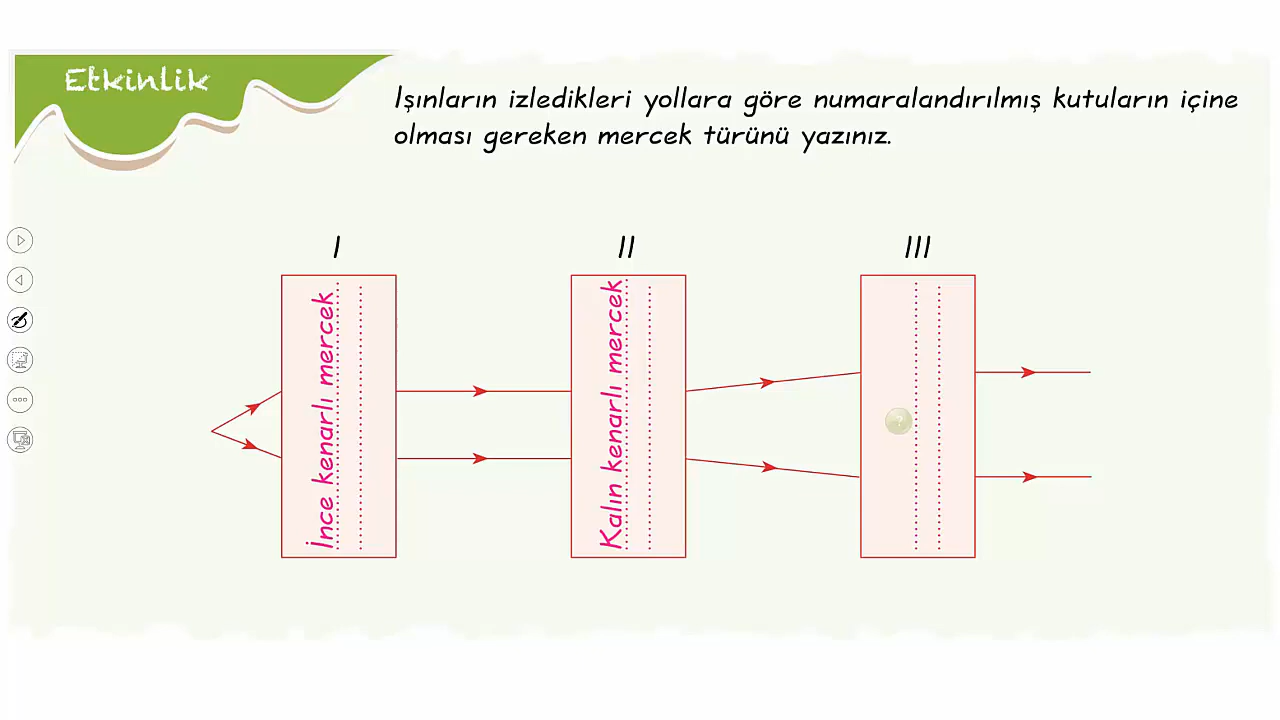 Etkinlik
Işınların izledikleri yollara göre numaralandırılmış kutuların içine
olması gereken mercek türünü yazınız.
I
II
III
İnce kenarlı mercek
Kalın kenarlı mercek
?